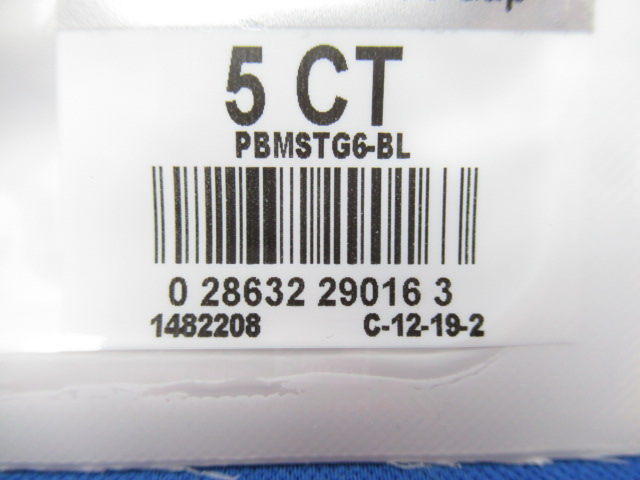 5 CT
PBMSTG6-BL
0 28632 29016 3
1482208 C-12-19-2